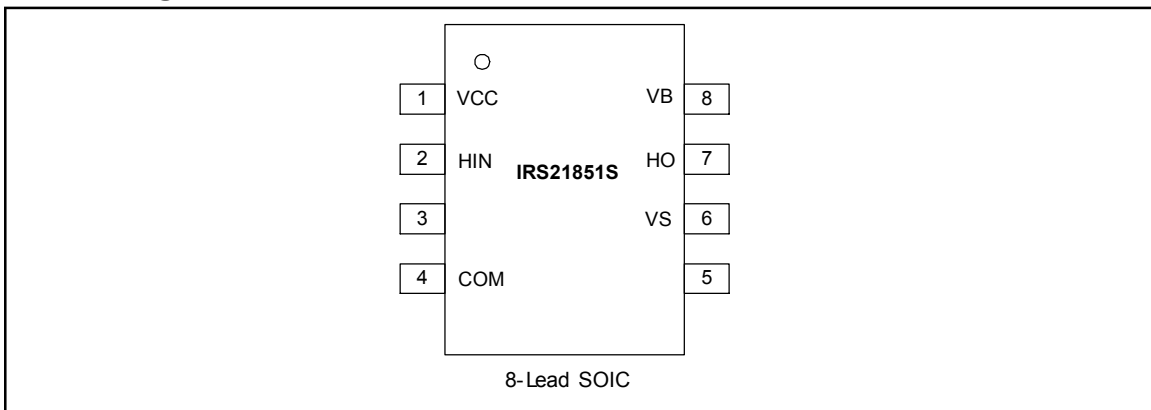 1 VCC VB 8
2 HIN IRS21851S HO 7
3 VS 6
4 COM 5
8-Lead SOIC